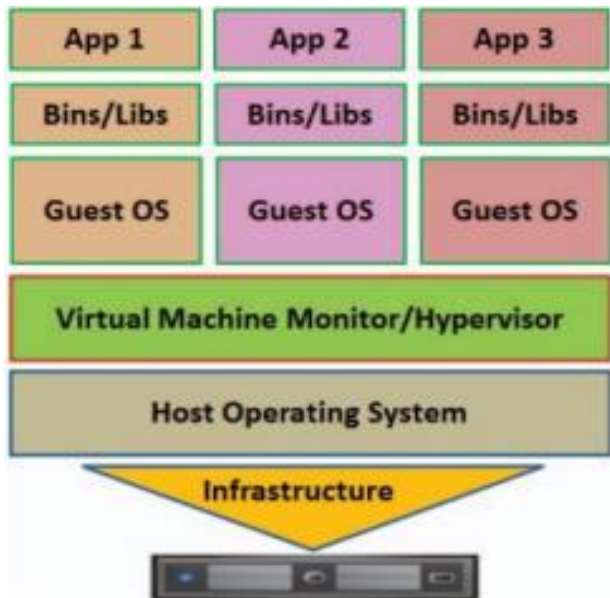 App 1 App 2 App 3
Bins/Libs Bins/Libs Bins/Libs
Guest OS Guest OS Guest OS
Virtual Machine Monitor/Hypervisor
Host Operating System
Infrastructure